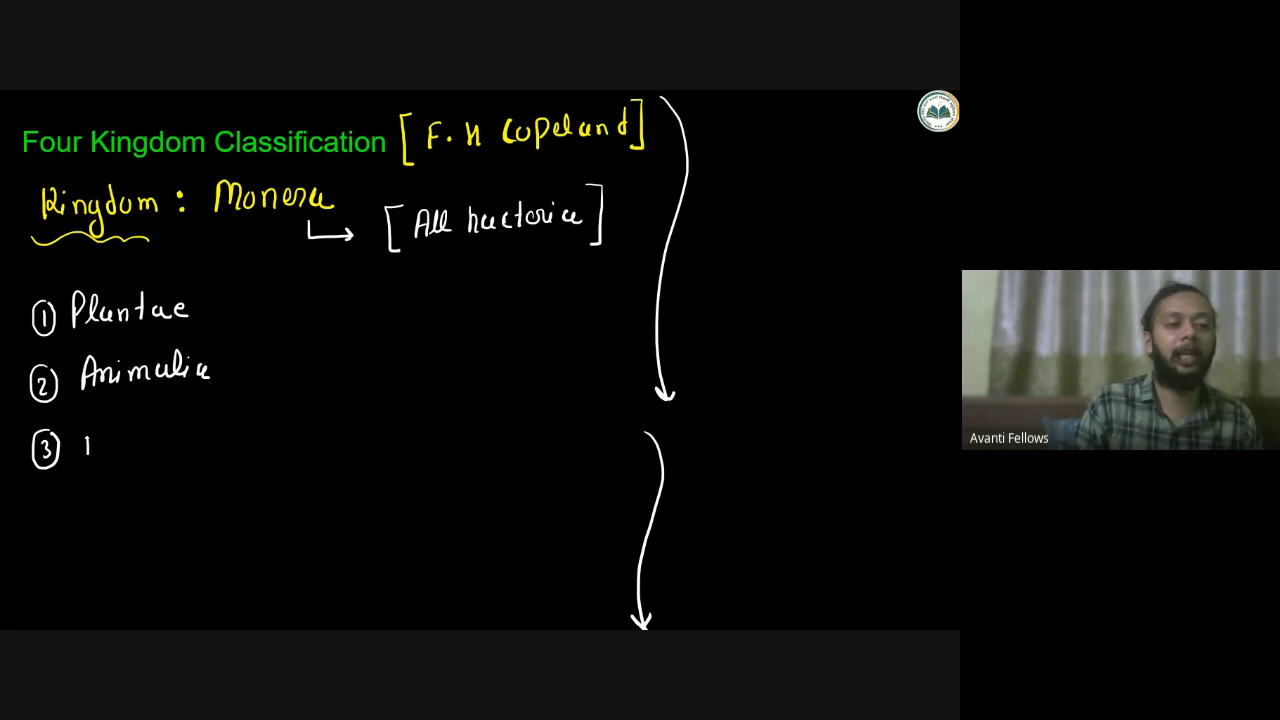 Four Kingdom Classification [F. H Copeland]
Kingdom : Monera
[All bacteria]
① Plantae
② Animalia
③ I
Avanti Fellows